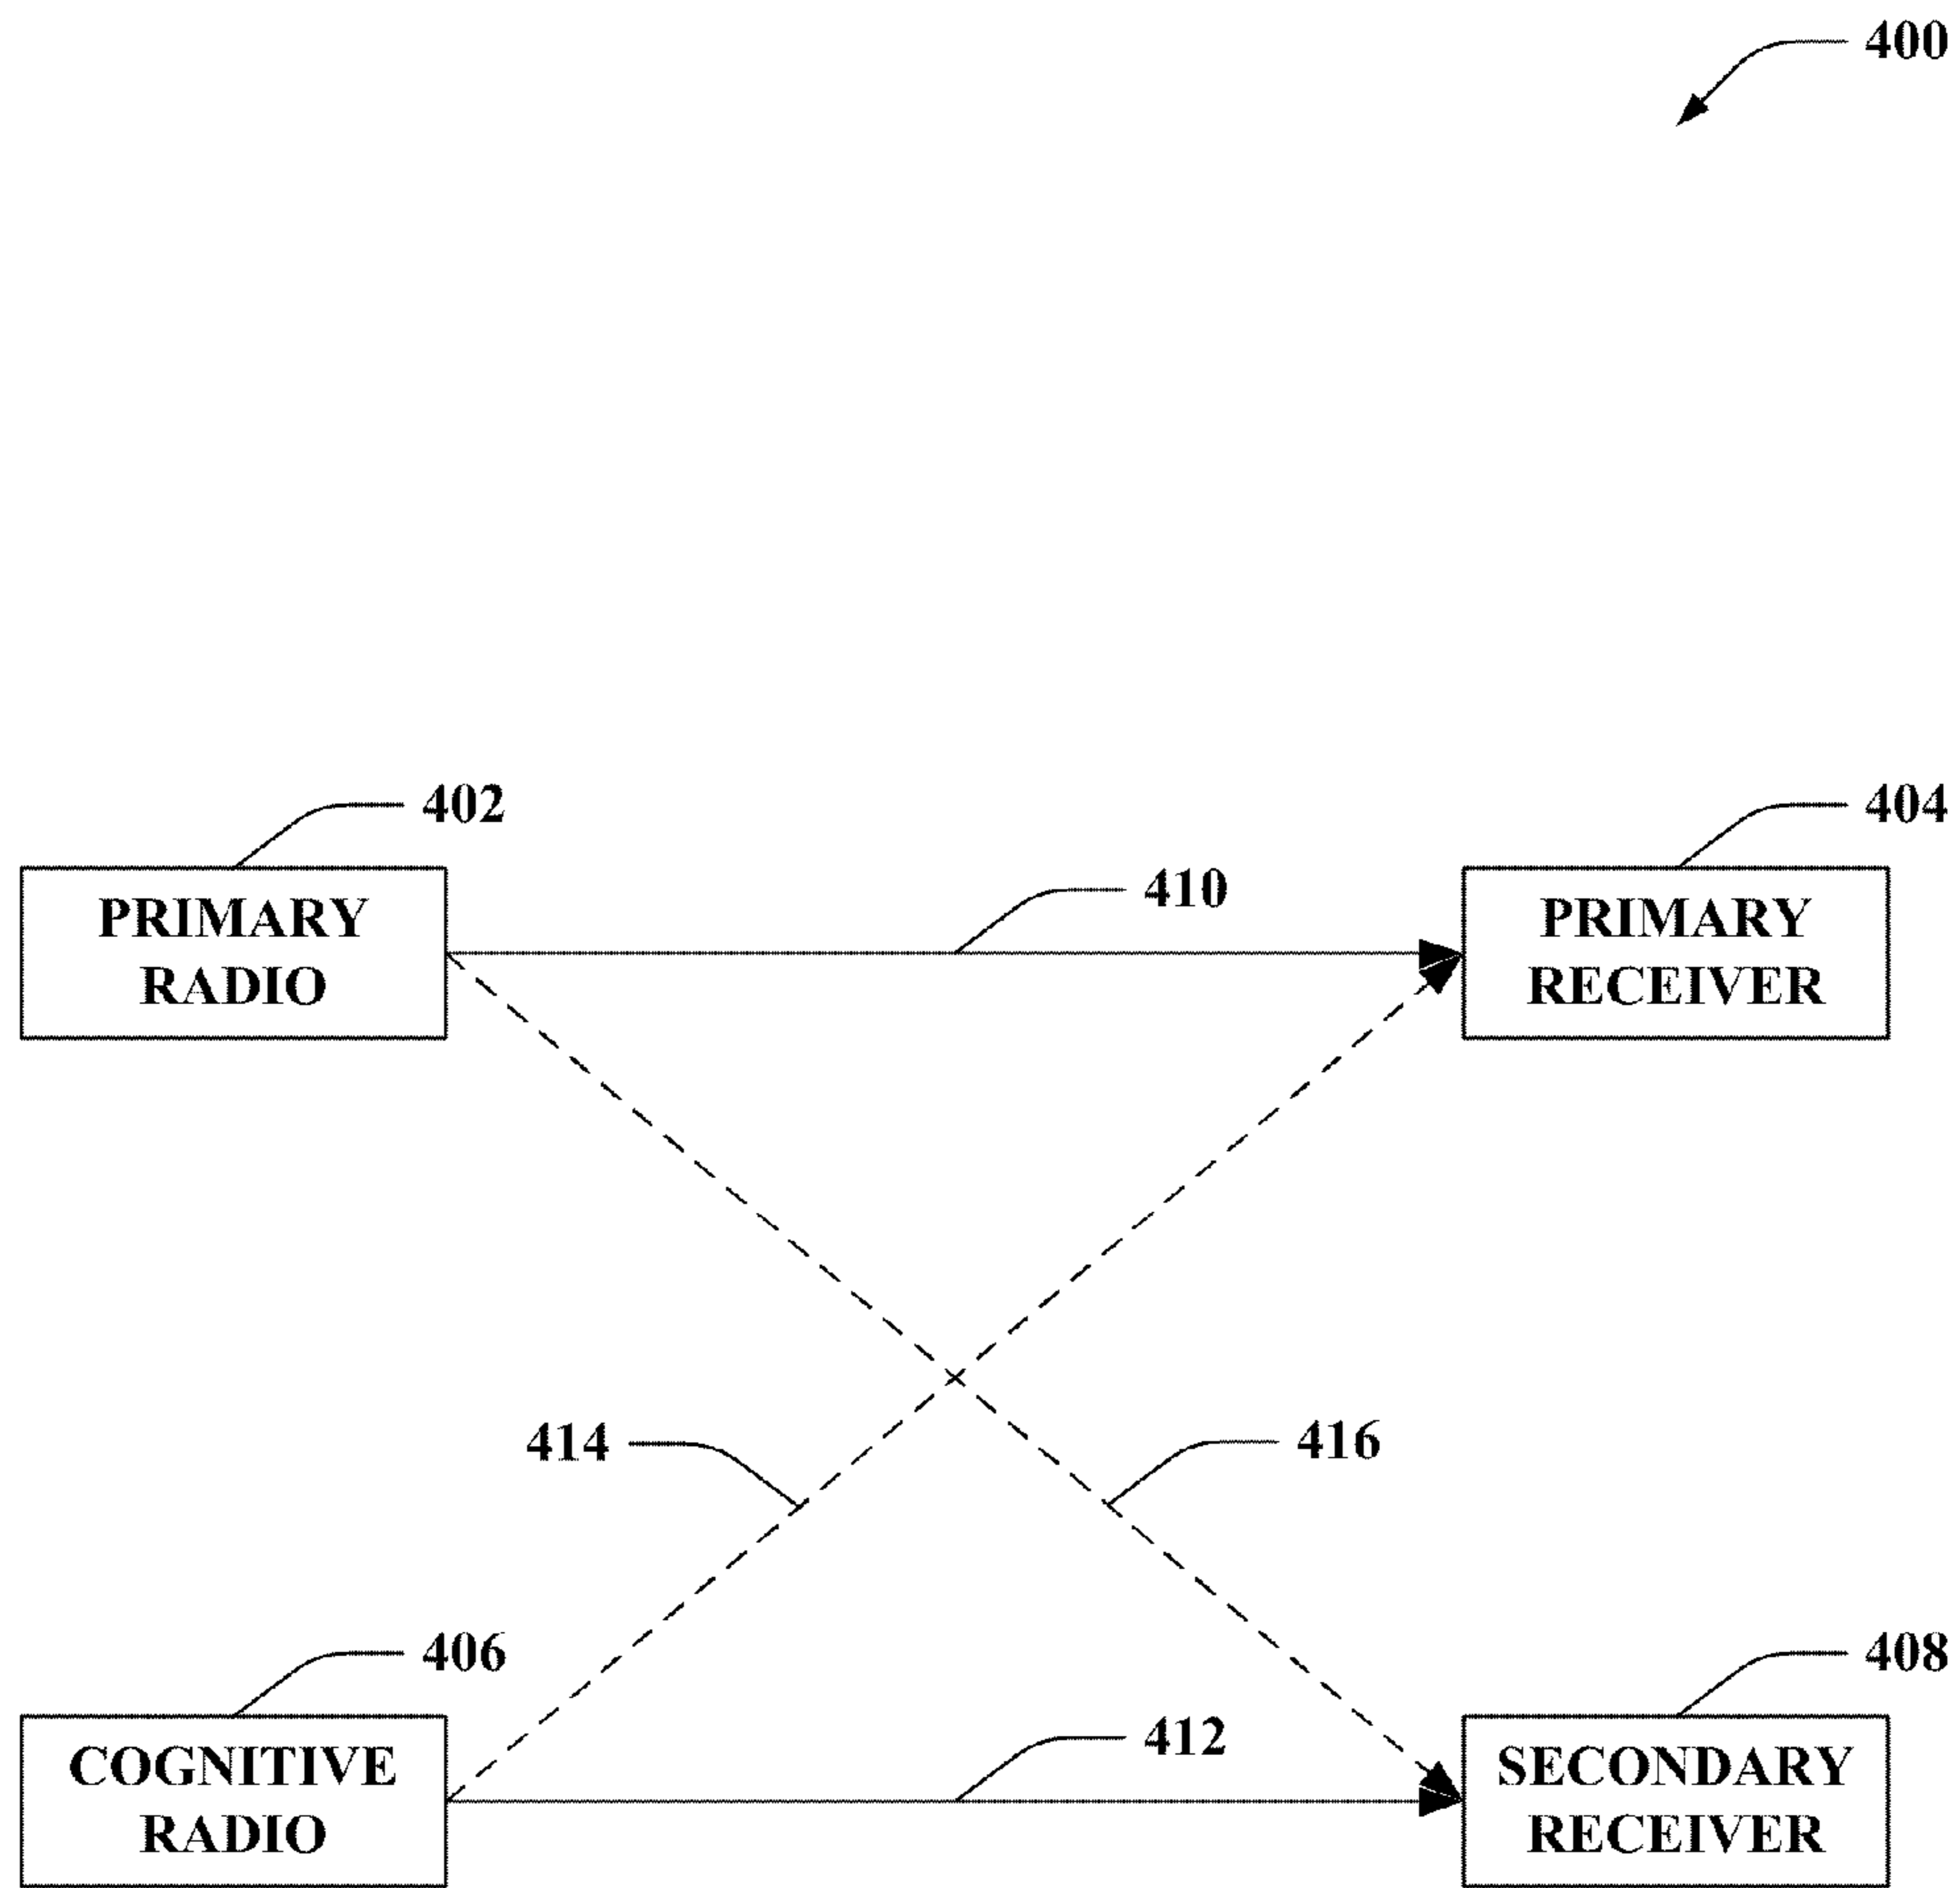 400
402
404
410
PRIMARY
RADIO
PRIMARY
RECEIVER
414
416
406
408
412
COGNITIVE
RADIO
SECONDARY
RECEIVER